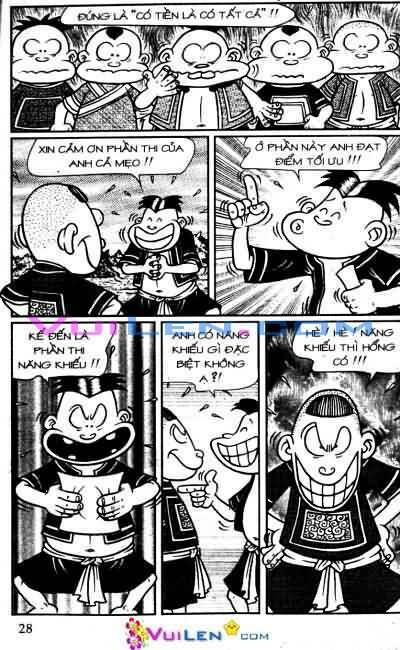 ĐÚNG LÀ "CÓ TIỀN LÀ CÓ TẤT CẢ" !!
XIN CẢM ƠN PHẦN THI CỦA
ANH CẢ MẸO !!!
Ở PHẦN NÀY ANH ĐẠT
ĐIỂM TỐI ƯU !!!
VUILEN.COM
KẾ ĐẾN LÀ
PHẦN THI
NĂNG KHIẾU !!
ANH CÓ NĂNG
KHIẾU GÌ ĐẶC
BIỆT KHÔNG
Ạ ?!
HÈ ! HÈ ! NĂNG
KHIẾU THÌ HỔNG
CÓ !!!
28
VUILEN.COM